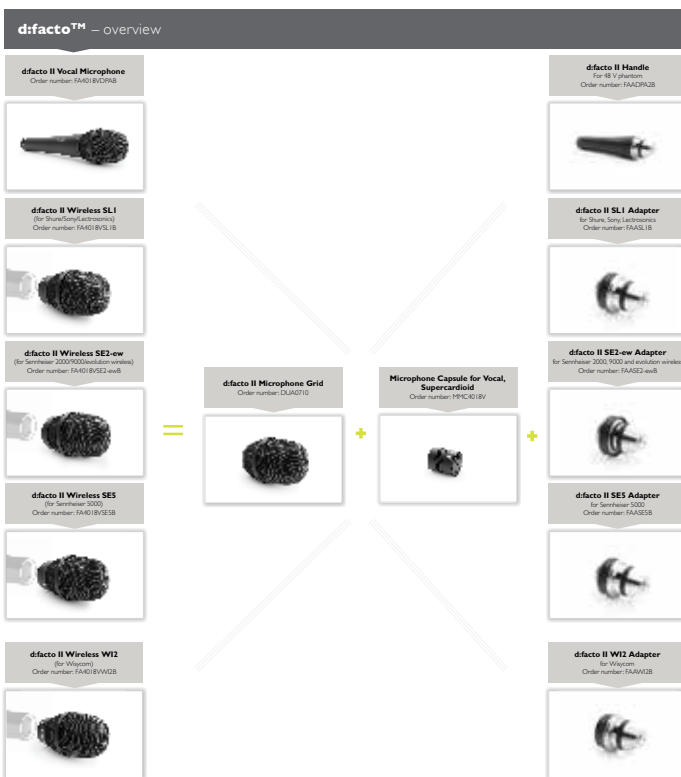 d:facto™ – overview
d:facto II Vocal Microphone
Order number: FA4018VDPAB
d:facto II Handle
For 48 V phantom
Order number: FAADPA2B
d:facto II Wireless SL1
(for Shure/Sony/Lectrosonics)
Order number: FA4018VSL1B
d:facto II SL1 Adapter
for Shure, Sony, Lectrosonics
Order number: FAASL1B
d:facto II Wireless SE2-ew
(for Sennheiser 2000/9000/evolution wireless)
Order number: FA4018VSE2-ewB
d:facto II SE2-ew Adapter
for Sennheiser 2000, 9000 and evolution wireless
Order number: FAASE2-ewB
d:facto II Microphone Grid
Order number: DUA0710
Microphone Capsule for Vocal,
Supercardioid
Order number: MMC4018V
=
+
+
d:facto II Wireless SE5
(for Sennheiser 5000)
Order number: FA4018VSE5B
d:facto II SE5 Adapter
for Sennheiser 5000
Order number: FAASE5B
d:facto II Wireless WI2
(for Wisycom)
Order number: FA4018VWI2B
d:facto II WI2 Adapter
for Wisycom
Order number: FAAWI2B